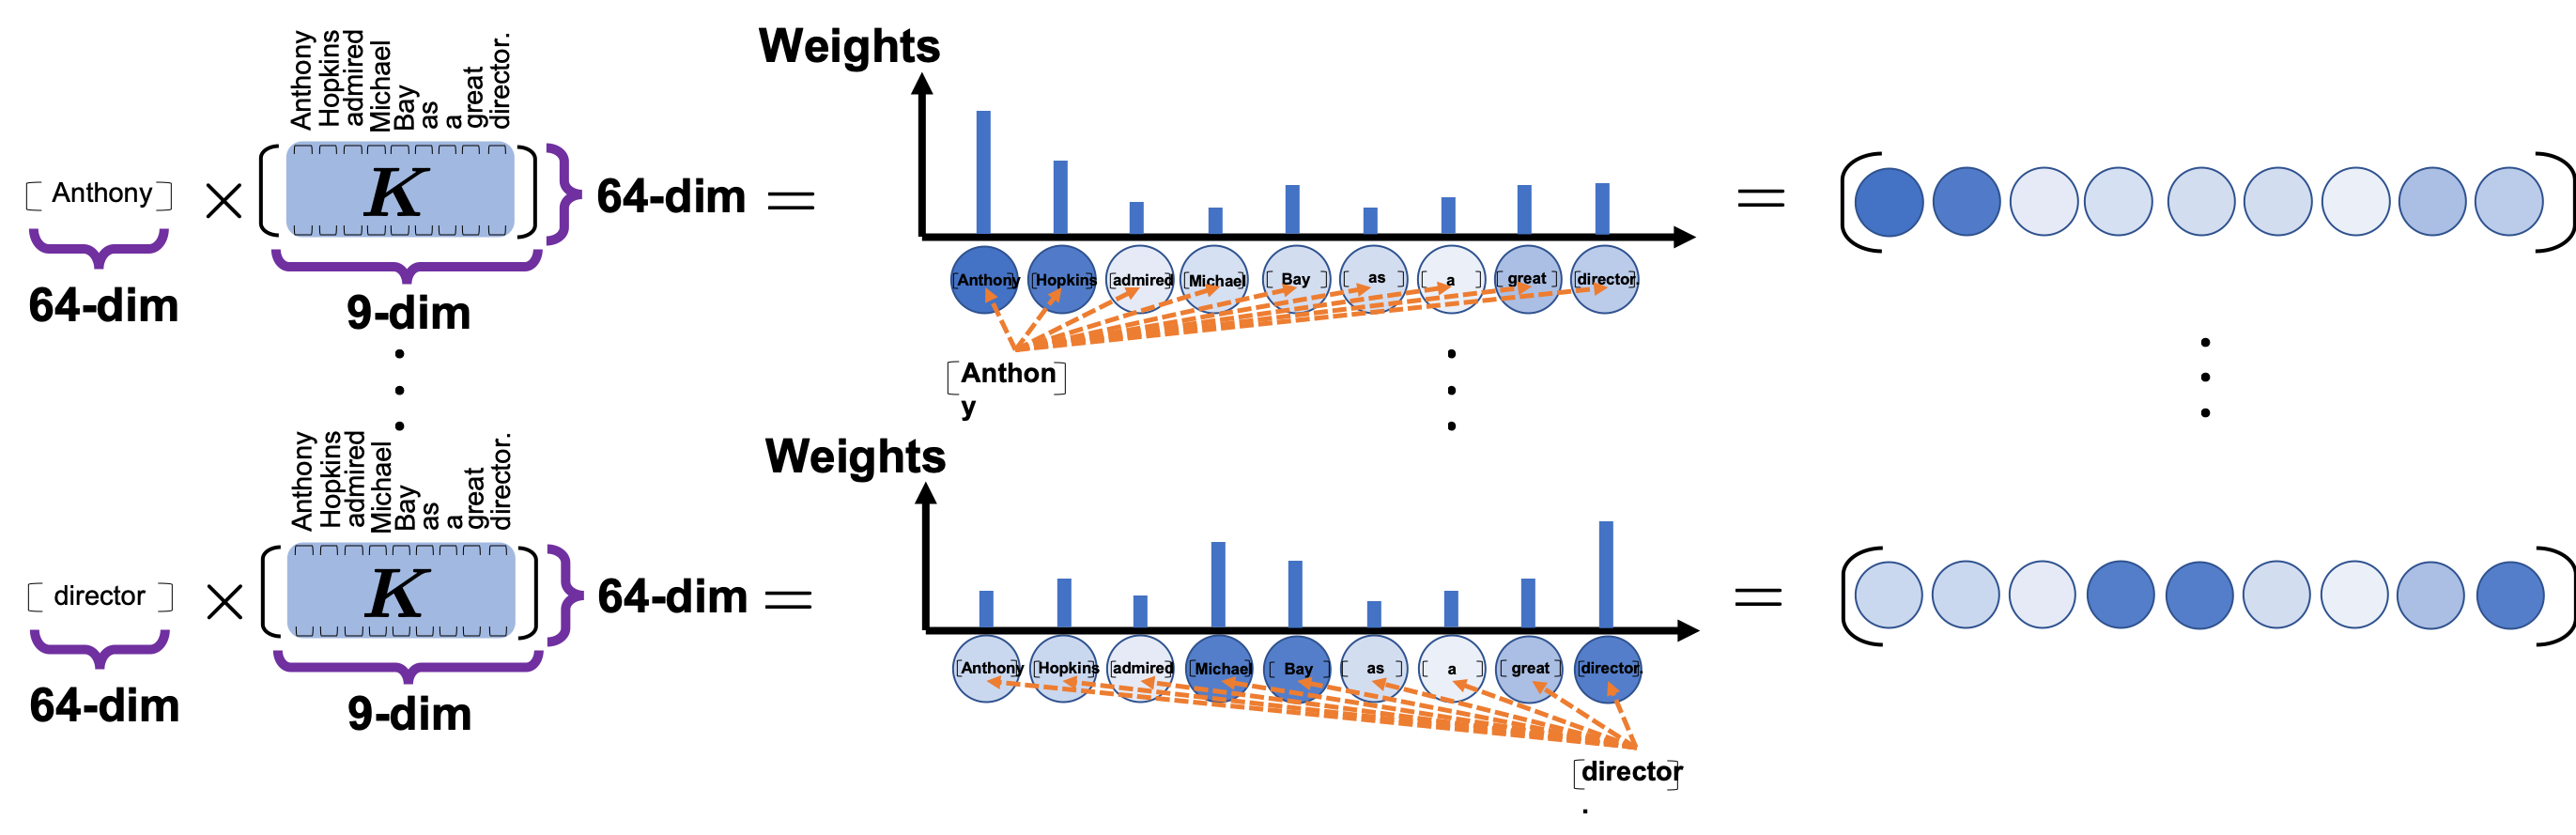 Weights
Anthony
Hopkins
admired
Michael
Bay
as
a
great
director.
[ Anthony ] × ( K ) } 64-dim = =
[Anthony] [Hopkins] [admired] [Michael] [ Bay ] [ as ] [ a ] [ great ] [director.]
64-dim
9-dim
[Anthon
y]
Weights
Anthony
Hopkins
admired
Michael
Bay
as
a
great
director.
[ director ] × ( K ) } 64-dim = =
[Anthony] [Hopkins] [admired] [Michael] [ Bay ] [ as ] [ a ] [ great ] [director.]
64-dim
9-dim
[director]
.